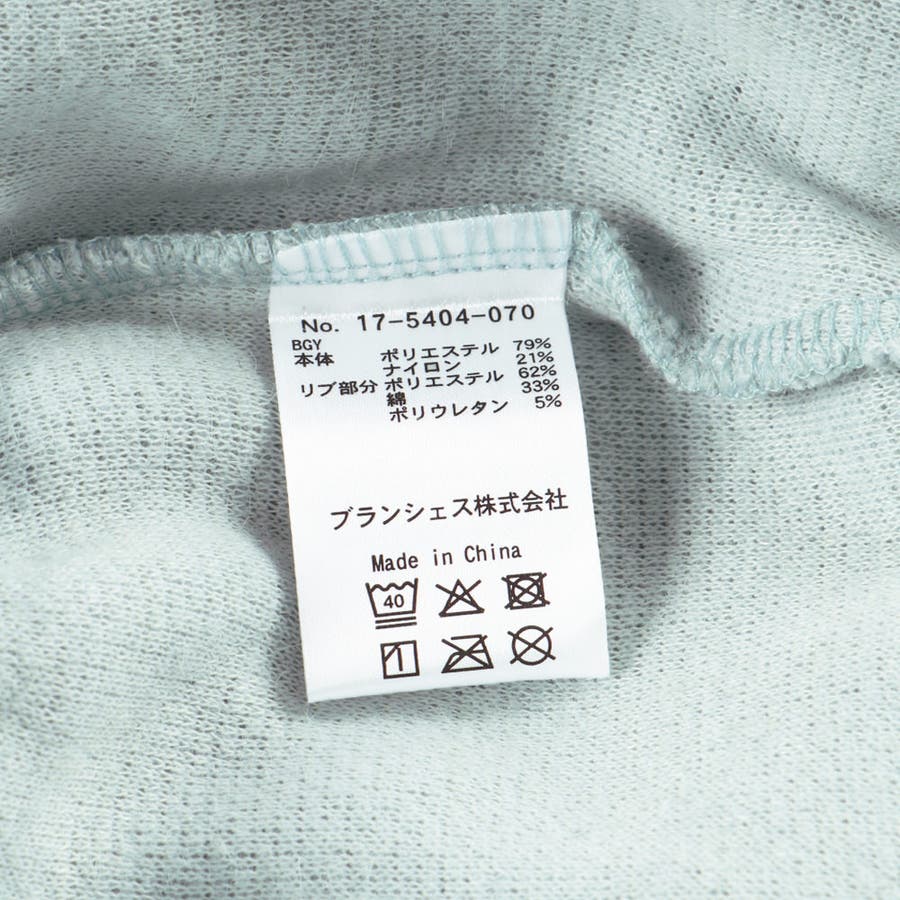 No. 17-5404-070
BGY
本体 ポリエステル 79%
ナイロン 21%
リブ部分 ポリエステル 62%
綿 33%
ポリウレタン 5%
ブランシェス株式会社
Made in China
40